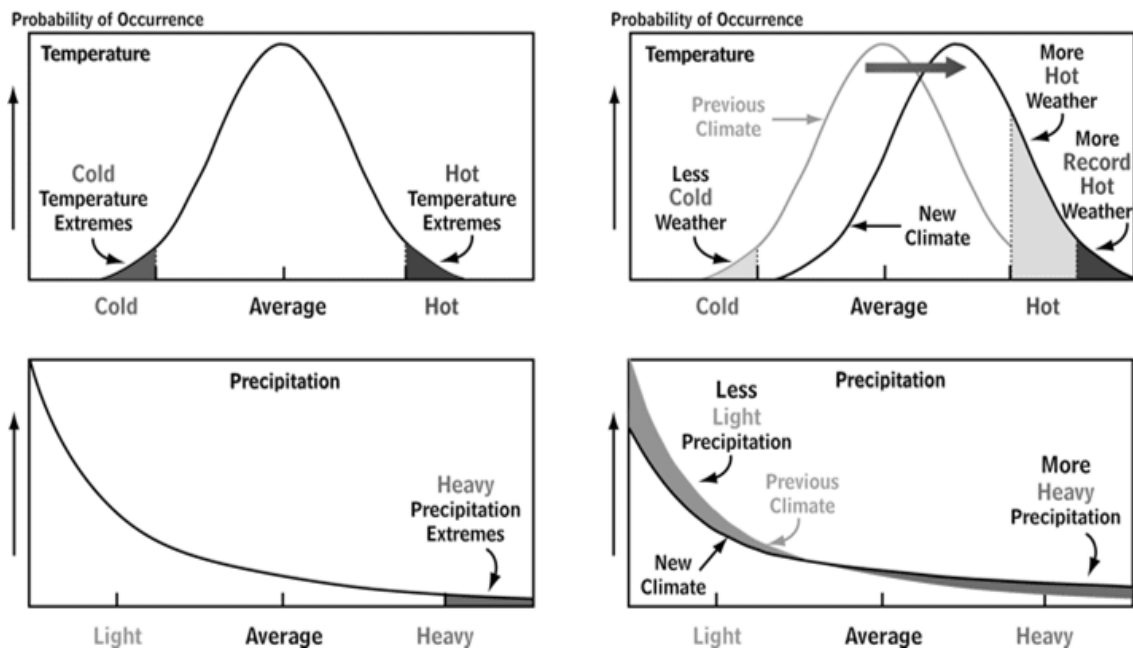 Probability of Occurrence
Temperature
Cold
Temperature
Extremes
Hot
Temperature
Extremes
Cold
Average
Hot
Probability of Occurrence
Temperature
Previous
Climate
More
Hot
Weather
Less
Cold
Weather
More
Record
Hot
Weather
New
Climate
Cold
Average
Hot
Precipitation
Heavy
Precipitation
Extremes
Light
Average
Heavy
Precipitation
Less
Light
Precipitation
Previous
Climate
More
Heavy
Precipitation
New
Climate
Light
Average
Heavy